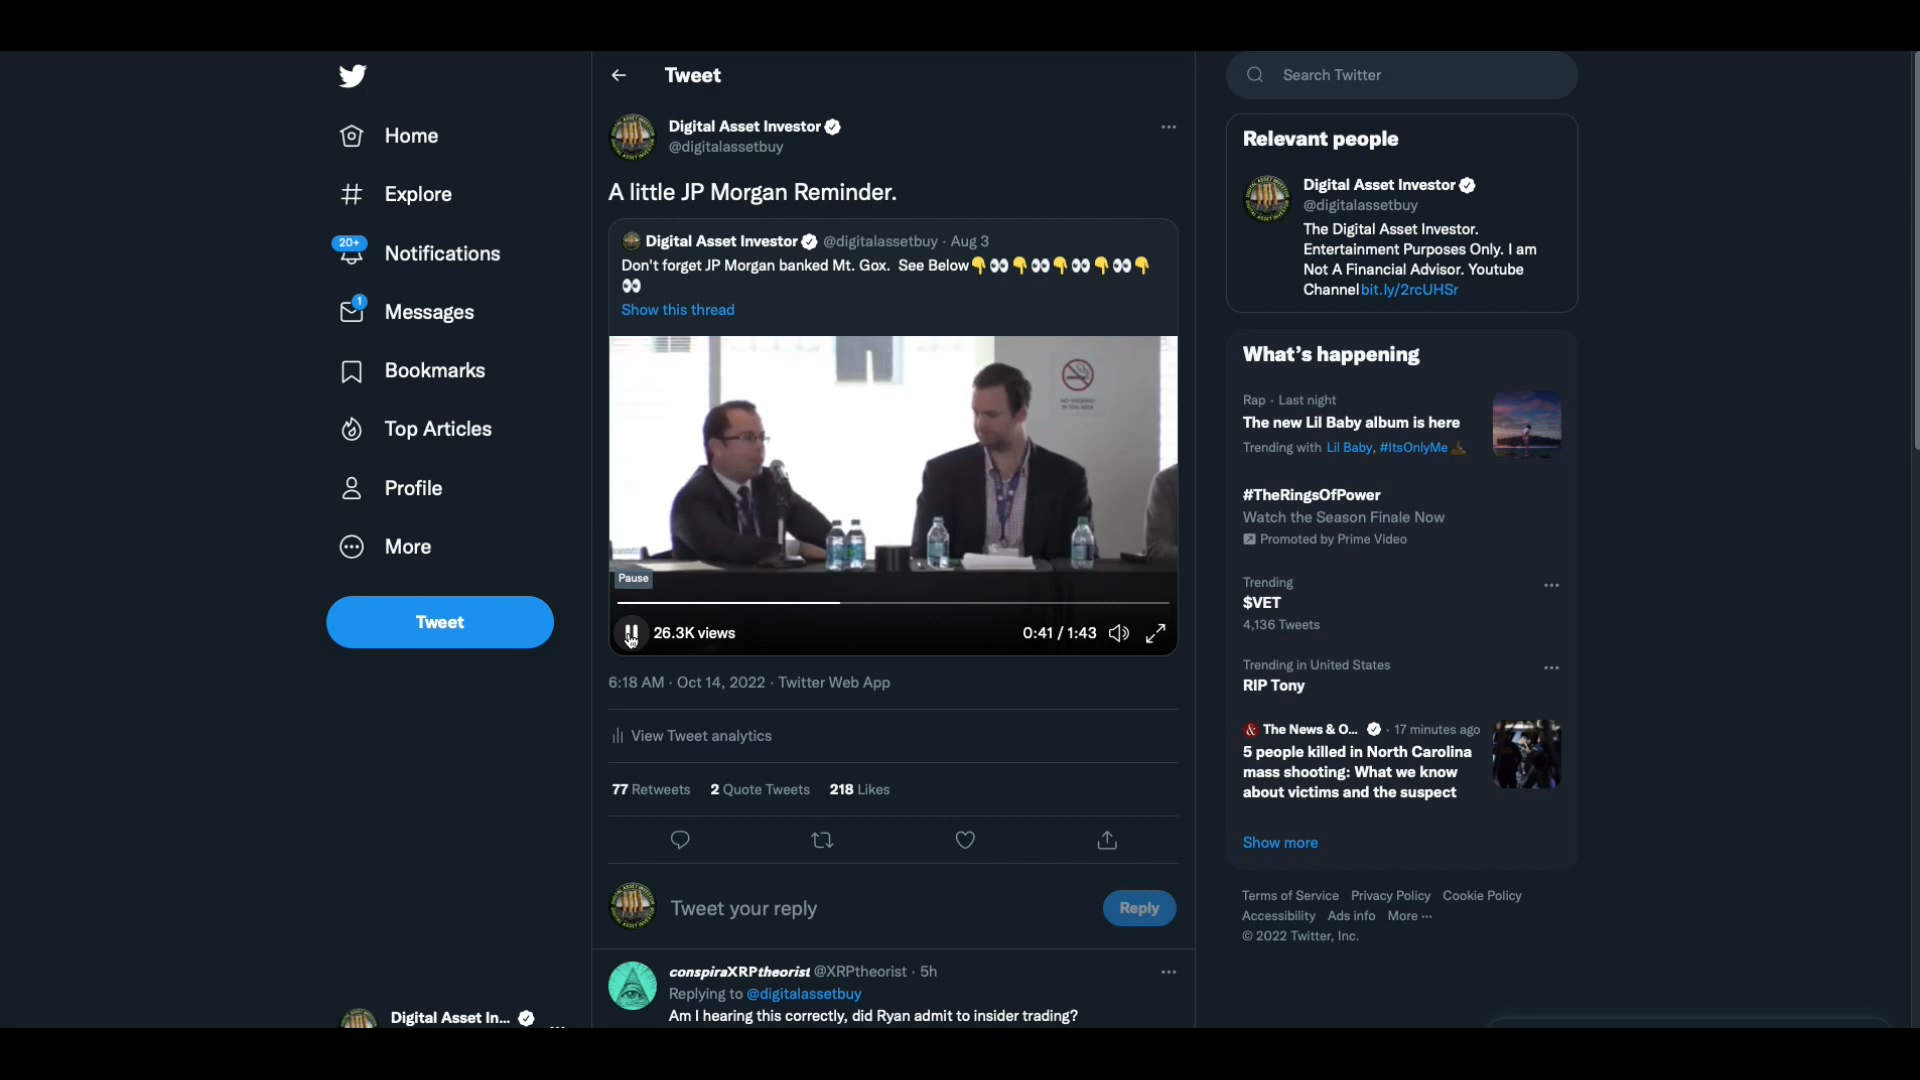 Home
Explore
20+
Notifications
1
Messages
Bookmarks
Top Articles
Profile
More
Tweet
Digital Asset In...
Tweet
Digital Asset Investor
@digitalassetbuy
A little JP Morgan Reminder.
Digital Asset Investor @digitalassetbuy · Aug 3
Don't forget JP Morgan banked Mt. Gox. See Below👇👀👇👀👇👀👇👀👇
👀
Show this thread
Pause
26.3K views
0:41 / 1:43
6:18 AM · Oct 14, 2022 · Twitter Web App
View Tweet analytics
77 Retweets 2 Quote Tweets 218 Likes
Tweet your reply
Reply
conspiraXRPtheorist @XRPtheorist · 5h
Replying to @digitalassetbuy
Am I hearing this correctly, did Ryan admit to insider trading?
Search Twitter
Relevant people
Digital Asset Investor
@digitalassetbuy
The Digital Asset Investor.
Entertainment Purposes Only. I am
Not A Financial Advisor. Youtube
Channel bit.ly/2rcUHSr
What's happening
Rap · Last night
The new Lil Baby album is here
Trending with Lil Baby, #ItsOnlyMe
#TheRingsOfPower
Watch the Season Finale Now
Promoted by Prime Video
Trending
$VET
4,136 Tweets
Trending in United States
RIP Tony
The News & O... · 17 minutes ago
5 people killed in North Carolina
mass shooting: What we know
about victims and the suspect
Show more
Terms of Service Privacy Policy Cookie Policy
Accessibility Ads info More ···
© 2022 Twitter, Inc.